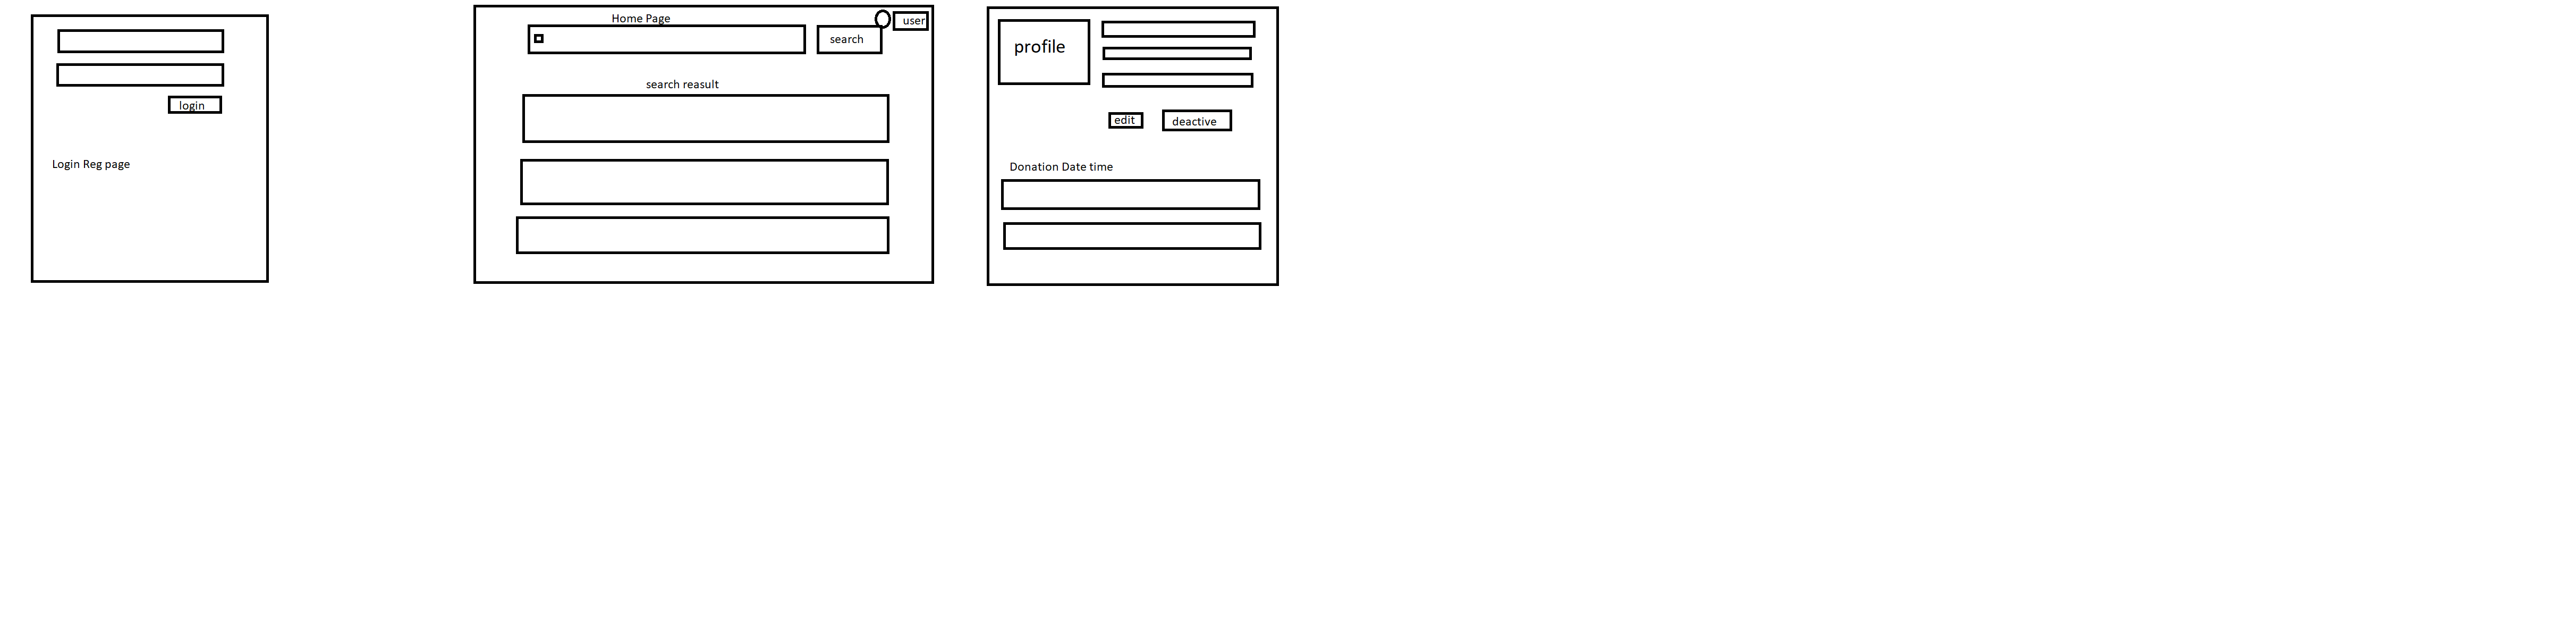 login
Login Reg page
Home Page
user
search
search reasult
profile
edit
deactive
Donation Date time